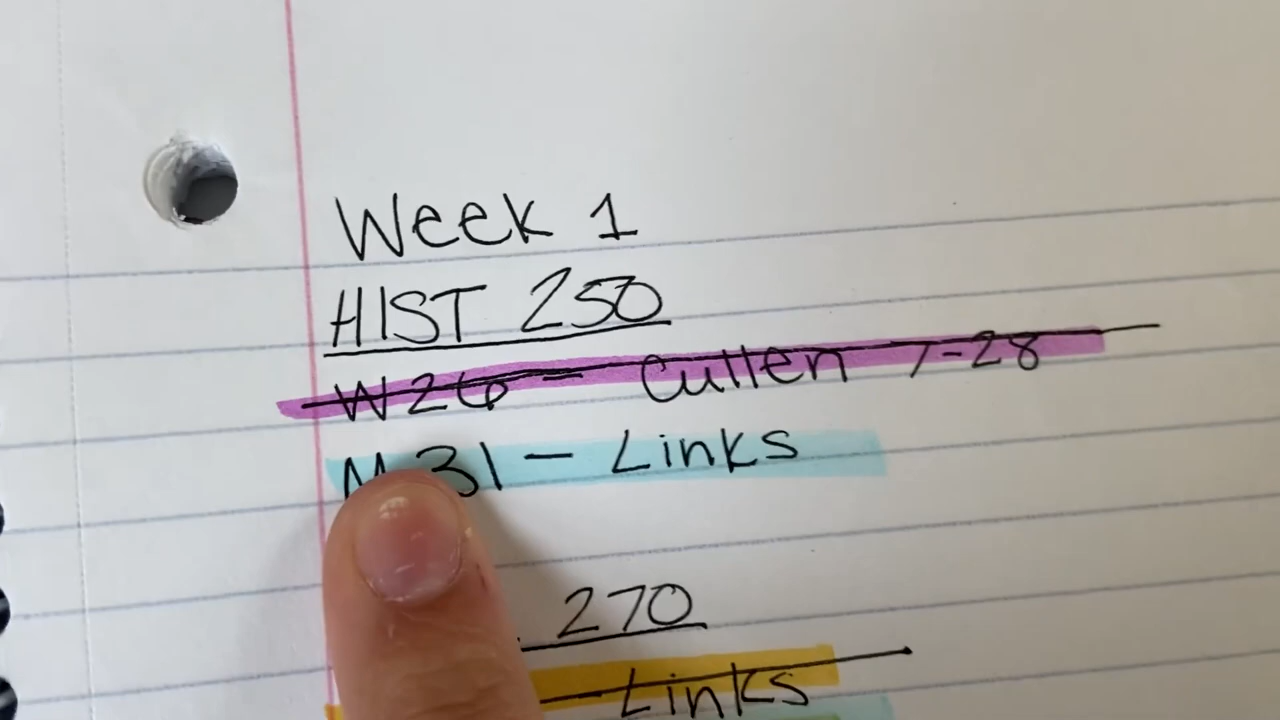 Week 1
HIST 250
W26 - Cullen 7-28
M 31 - Links
270
- Links